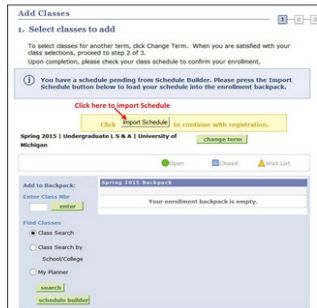 Add Classes
1 2 3
1. Select classes to add
To select classes for another term, click Change Term. When you are satisfied with your
class selections, proceed to step 2 of 3.
Upon completion, please check your class schedule to confirm your enrollment.
You have a schedule pending from Schedule Builder. Please press the Import
Schedule button below to load your schedule into the enrollment backpack.
Click here to import Schedule
Click Import Schedule to continue with registration.
Spring 2015 | Undergraduate L S & A | University of
Michigan
change term
Open Closed Wait List
Add to Backpack:
Spring 2015 Backpack
Enter Class Nbr
enter
Your enrollment backpack is empty.
Find Classes
Class Search
Class Search by
School/College
My Planner
search
schedule builder